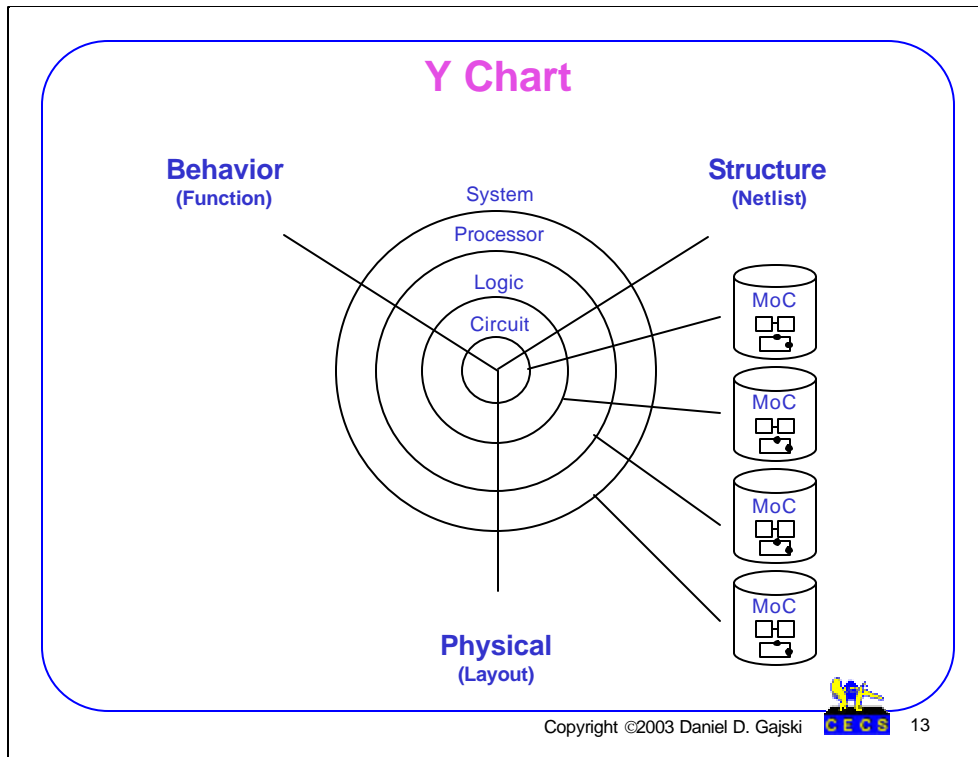 Y Chart
Behavior
(Function)
Structure
(Netlist)
System
Processor
Logic
Circuit
MoC
MoC
MoC
MoC
Physical
(Layout)
Copyright ©2003 Daniel D. Gajski
CECS
13